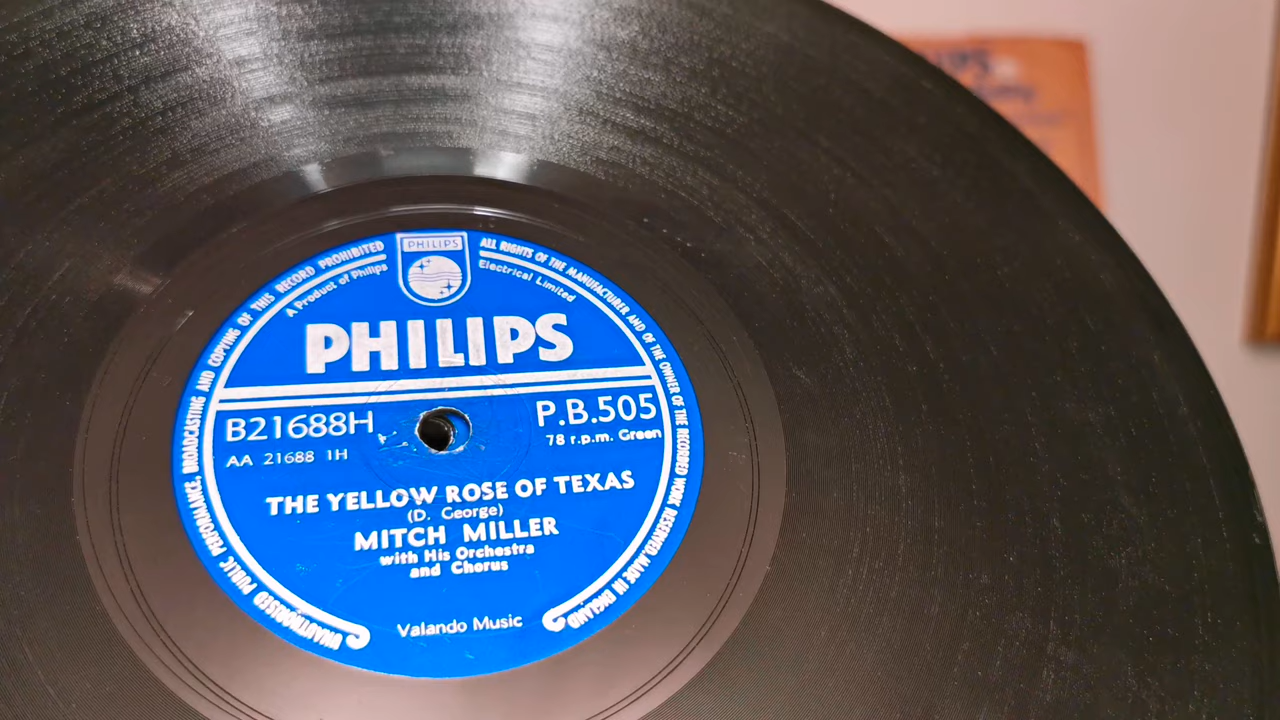 UNAUTHORISED PUBLIC PERFORMANCE, BROADCASTING AND COPYING OF THIS RECORD PROHIBITED
ALL RIGHTS OF THE MANUFACTURER AND OF THE OWNER OF THE RECORDED WORK RESERVED. MADE IN ENGLAND
PHILIPS
A Product of Philips
Electrical Limited
PHILIPS
B21688H
P.B.505
AA 21688 1H
78 r.p.m. Green
THE YELLOW ROSE OF TEXAS
(D. George)
MITCH MILLER
with His Orchestra
and Chorus
Valando Music